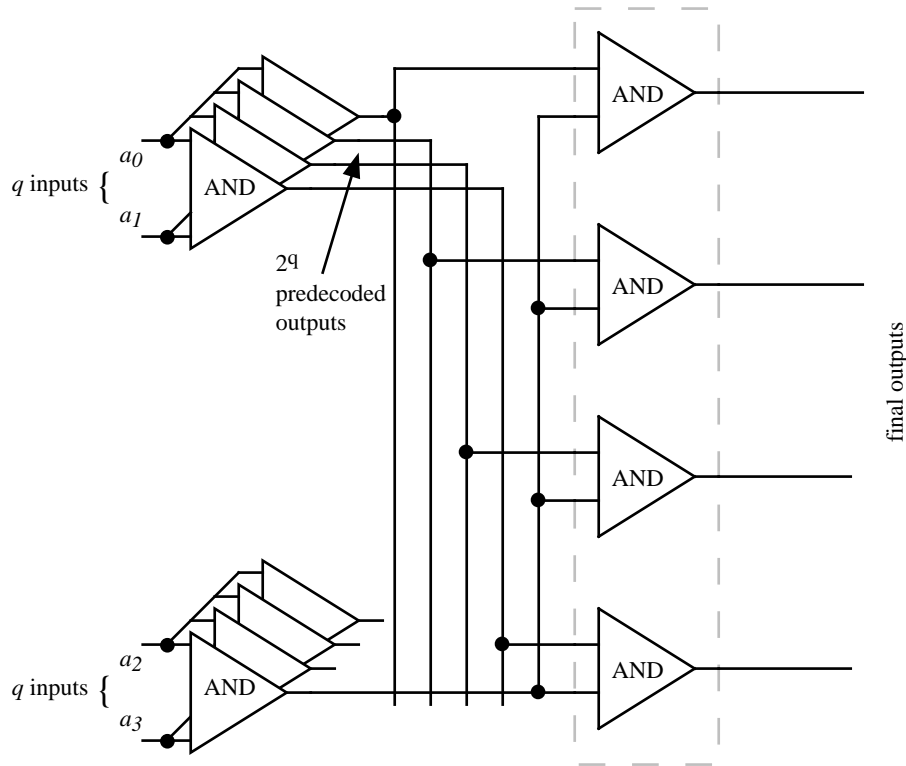 AND
a0
q inputs {
AND
a1
2q
predecoded
outputs
AND
final outputs
AND
a2
q inputs {
AND
a3
AND